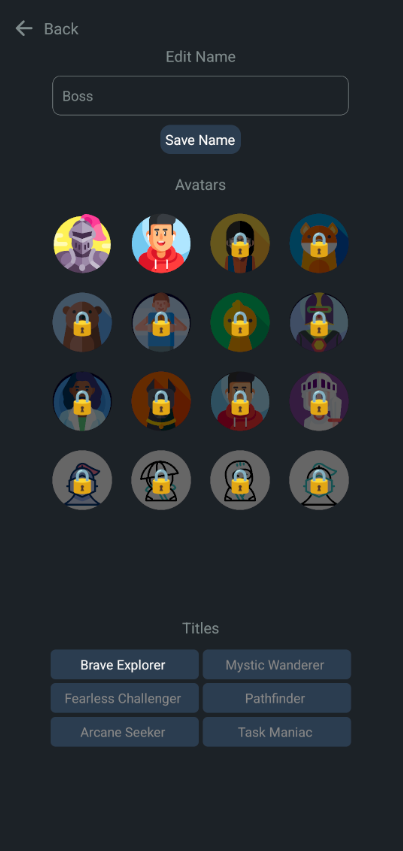 Back
Edit Name
Boss
Save Name
Avatars
Titles
Brave Explorer
Mystic Wanderer
Fearless Challenger
Pathfinder
Arcane Seeker
Task Maniac